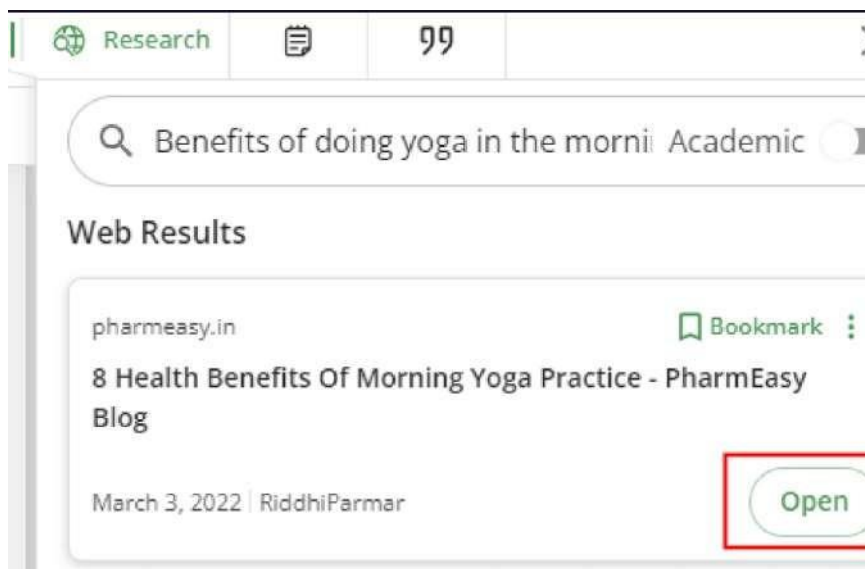 Research
Benefits of doing yoga in the morni Academic
Web Results
pharmeasy.in Bookmark
8 Health Benefits Of Morning Yoga Practice - PharmEasy
Blog
March 3, 2022 RiddhiParmar Open